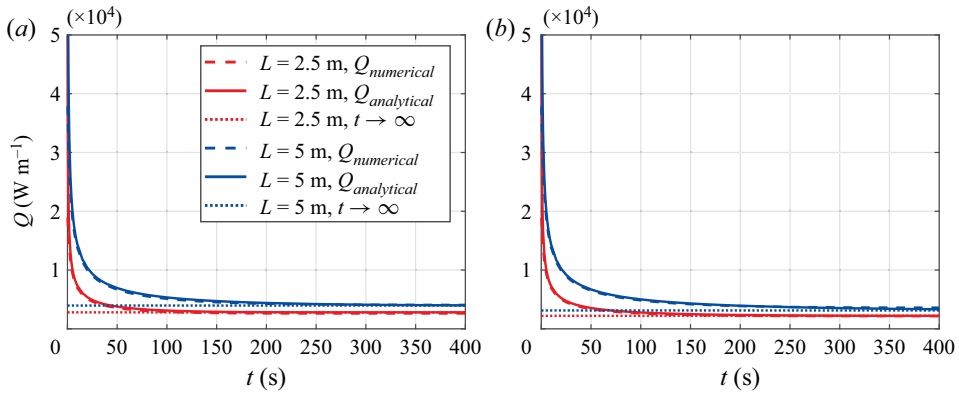 (a)
(×10⁴)
5
4
3
2
1
0
50
100
150
200
250
300
350
400
Q (W m⁻¹)
t (s)
L = 2.5 m, Q_numerical
L = 2.5 m, Q_analytical
L = 2.5 m, t → ∞
L = 5 m, Q_numerical
L = 5 m, Q_analytical
L = 5 m, t → ∞
(b)
(×10⁴)
5
4
3
2
1
0
50
100
150
200
250
300
350
400
t (s)